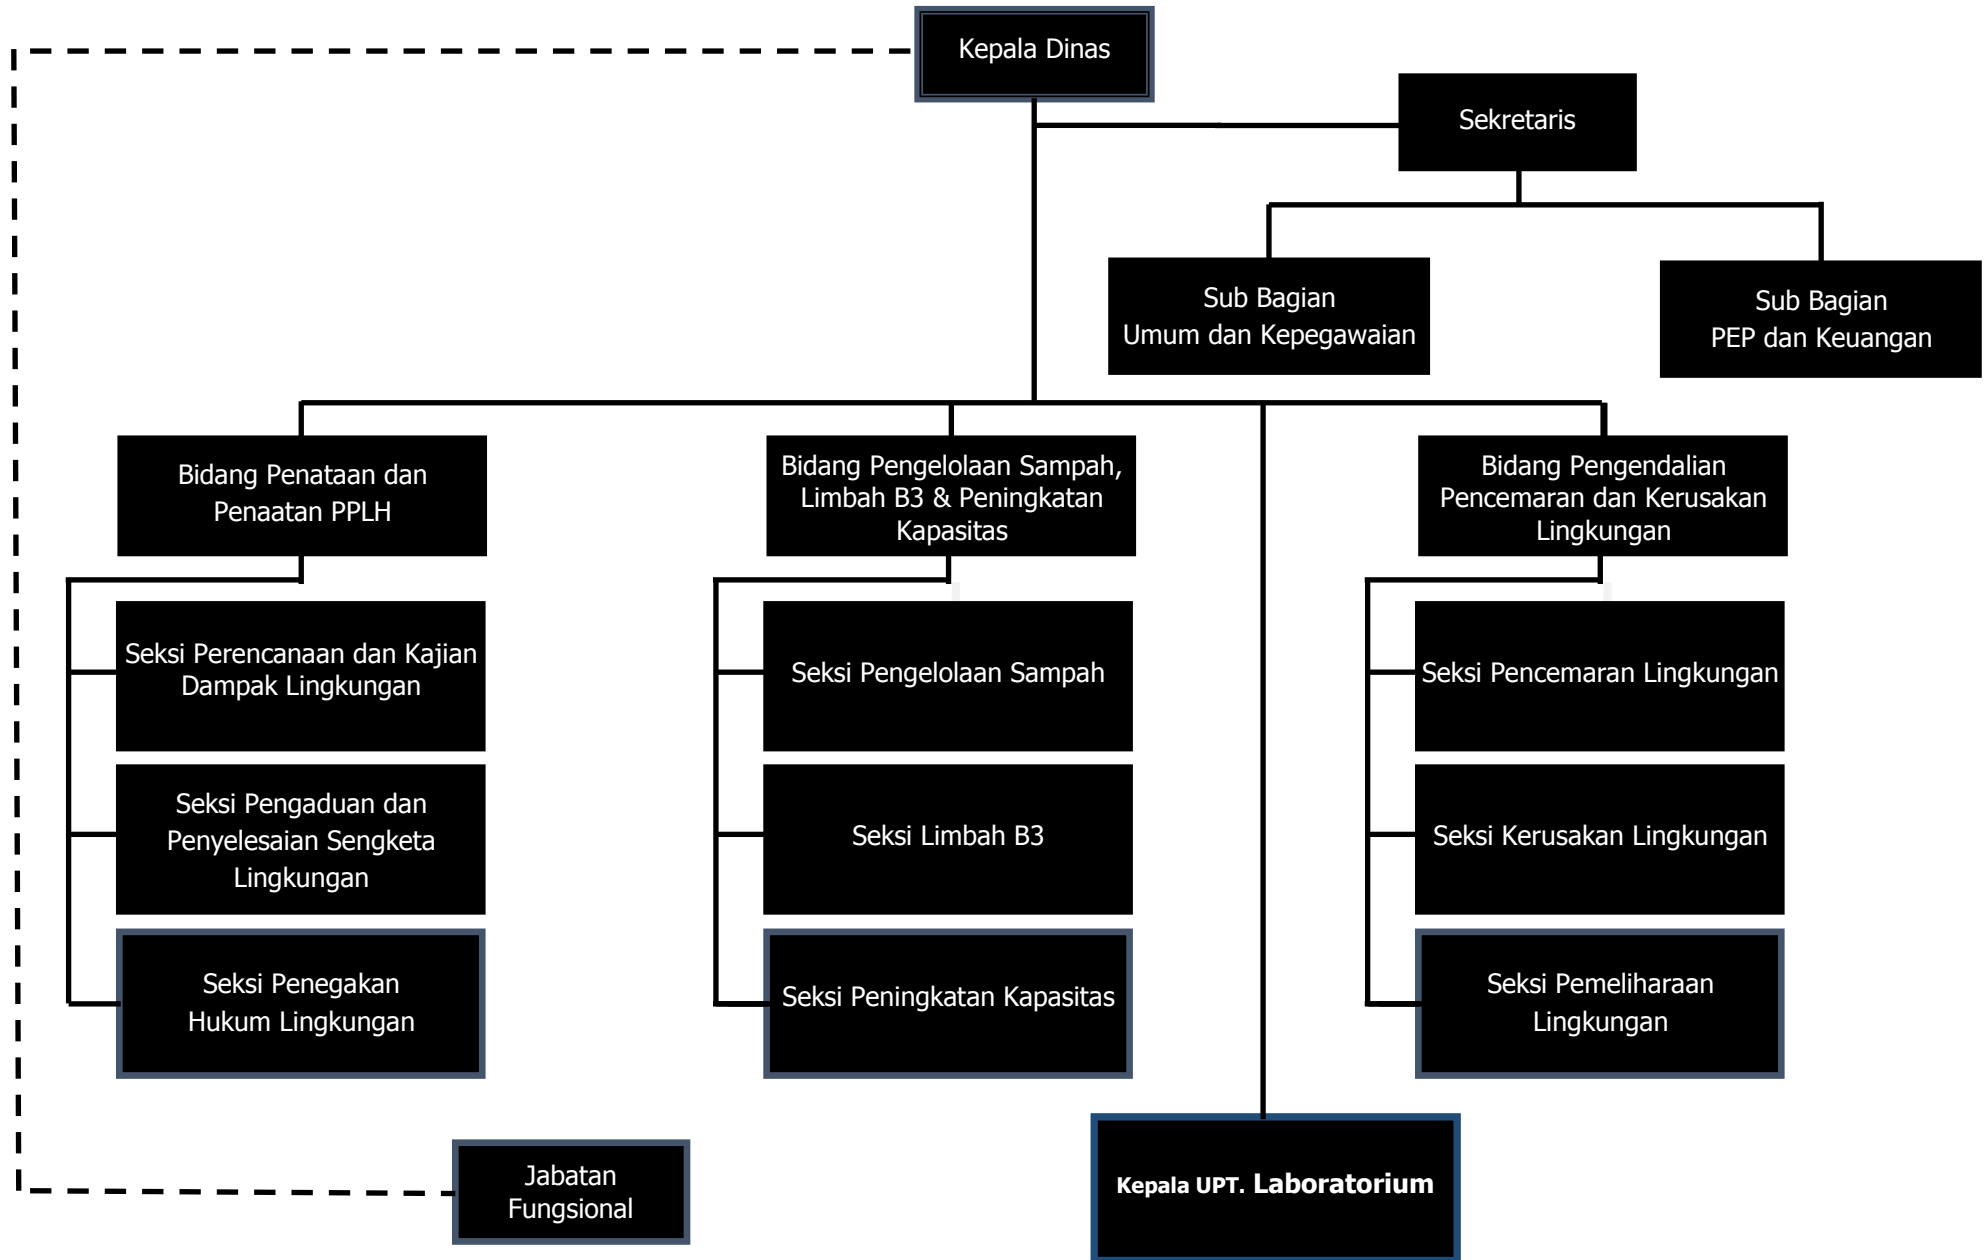 Kepala Dinas
Sekretaris
Sub Bagian
Umum dan Kepegawaian
Sub Bagian
PEP dan Keuangan
Bidang Penataan dan
Penaatan PPLH
Bidang Pengelolaan Sampah,
Limbah B3 & Peningkatan
Kapasitas
Bidang Pengendalian
Pencemaran dan Kerusakan
Lingkungan
Seksi Perencanaan dan Kajian
Dampak Lingkungan
Seksi Pengelolaan Sampah
Seksi Pencemaran Lingkungan
Seksi Pengaduan dan
Penyelesaian Sengketa
Lingkungan
Seksi Limbah B3
Seksi Kerusakan Lingkungan
Seksi Penegakan
Hukum Lingkungan
Seksi Peningkatan Kapasitas
Seksi Pemeliharaan
Lingkungan
Jabatan
Fungsional
Kepala UPT. Laboratorium